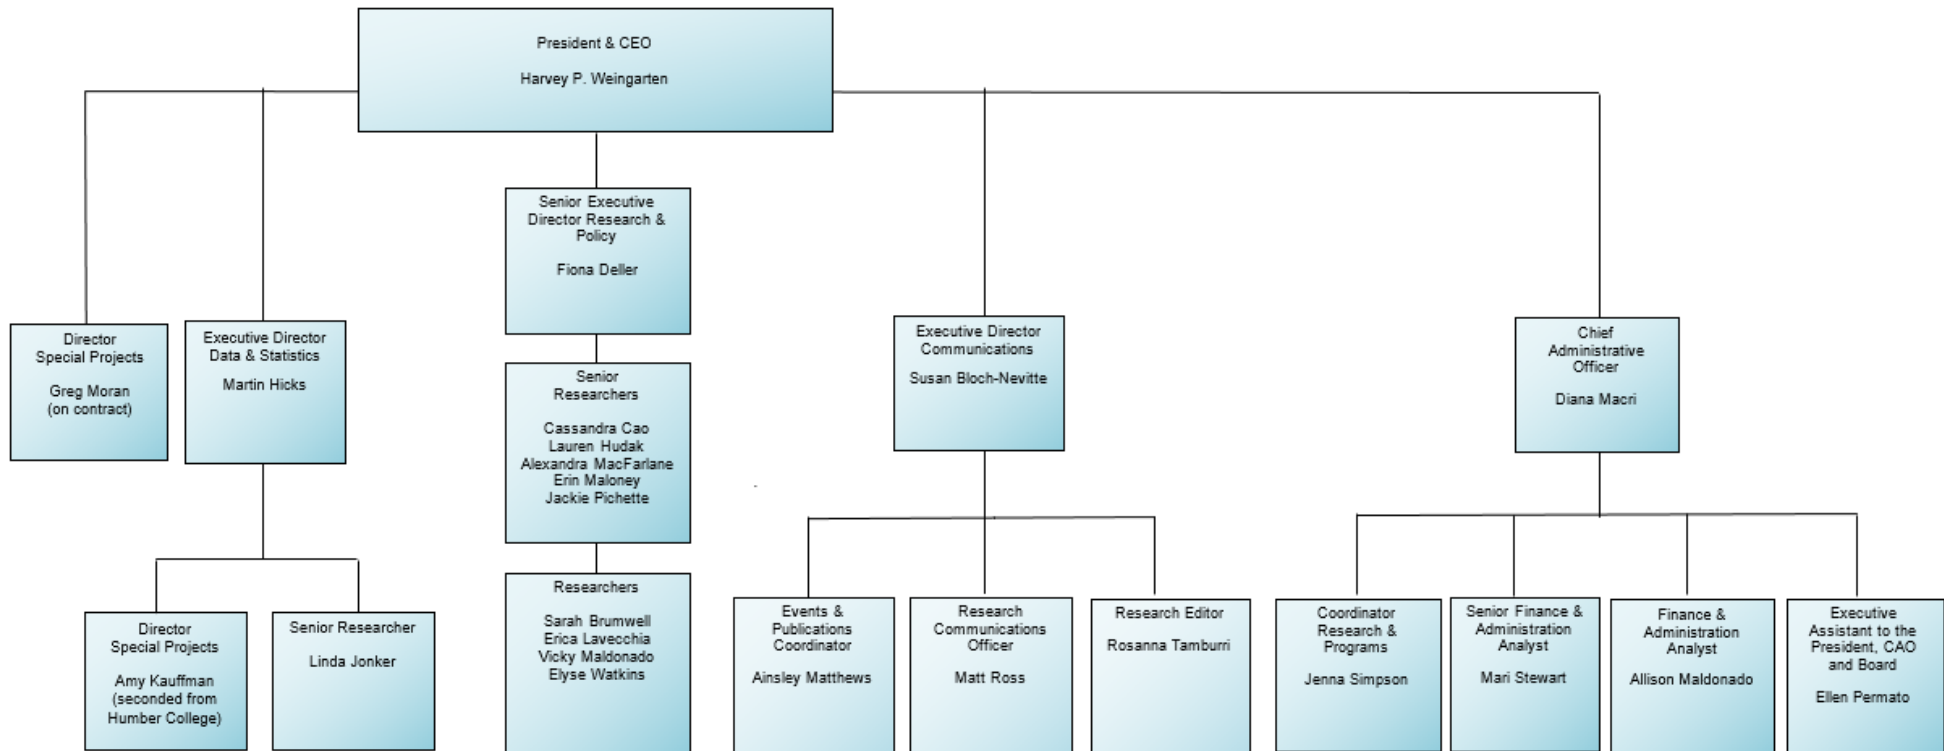 President & CEO
Harvey P. Weingarten
Senior Executive
Director Research &
Policy
Fiona Deller
Director
Special Projects
Greg Moran
(on contract)
Executive Director
Data & Statistics
Martin Hicks
Senior
Researchers
Cassandra Cao
Lauren Hudak
Alexandra MacFarlane
Erin Maloney
Jackie Pichette
Executive Director
Communications
Susan Bloch-Nevitte
Chief
Administrative
Officer
Diana Macri
Director
Special Projects
Amy Kauffman
(seconded from
Humber College)
Senior Researcher
Linda Jonker
Researchers
Sarah Brumwell
Erica Lavecchia
Vicky Maldonado
Elyse Watkins
Events &
Publications
Coordinator
Ainsley Matthews
Research
Communications
Officer
Matt Ross
Research Editor
Rosanna Tamburri
Coordinator
Research &
Programs
Jenna Simpson
Senior Finance &
Administration
Analyst
Mari Stewart
Finance &
Administration
Analyst
Allison Maldonado
Executive
Assistant to the
President, CAO
and Board
Ellen Permato